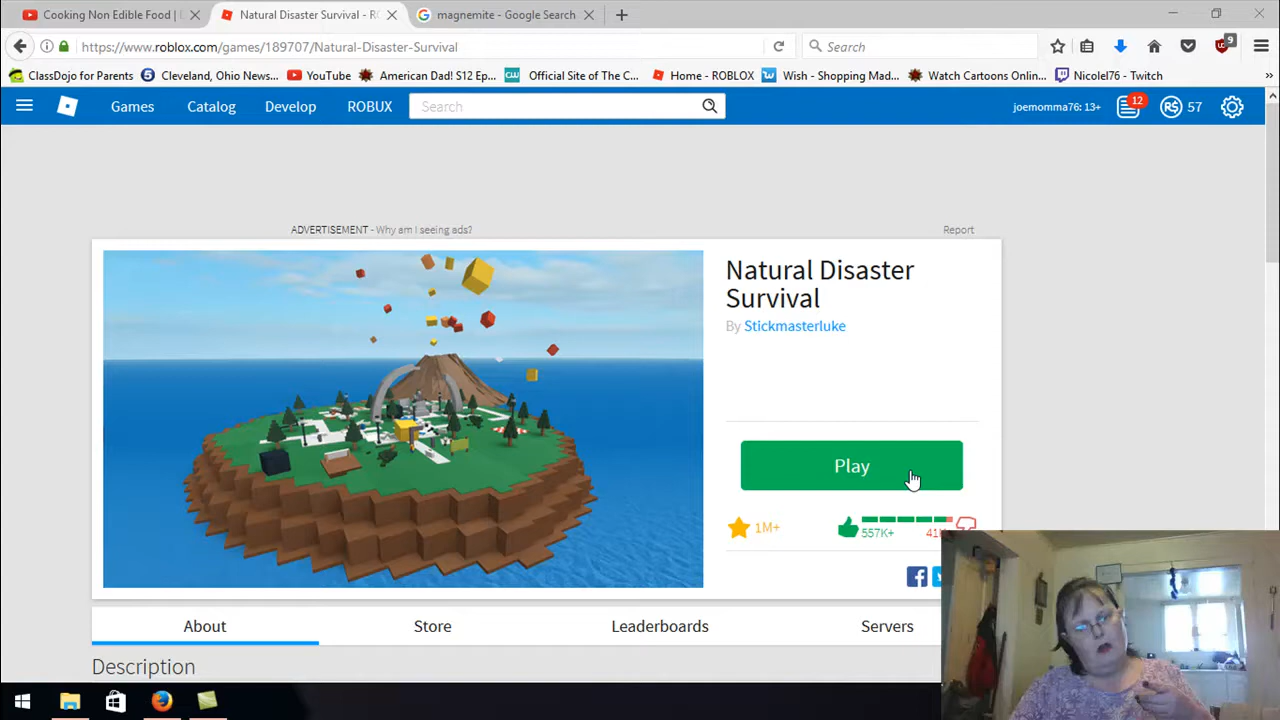 Cooking Non Edible Food |
Natural Disaster Survival - R
magnemite - Google Search
https://www.roblox.com/games/189707/Natural-Disaster-Survival
Search
9
ClassDojo for Parents
Cleveland, Ohio News...
YouTube
American Dad! S12 Ep...
Official Site of The C...
Home - ROBLOX
Wish - Shopping Mad...
Watch Cartoons Onlin...
Nicolel76 - Twitch
Games
Catalog
Develop
ROBUX
Search
joemomma76: 13+
12
R$
57
ADVERTISEMENT - Why am I seeing ads?
Report
Natural Disaster
Survival
By Stickmasterluke
Play
1M+
557K+
About
Store
Leaderboards
Servers
Description